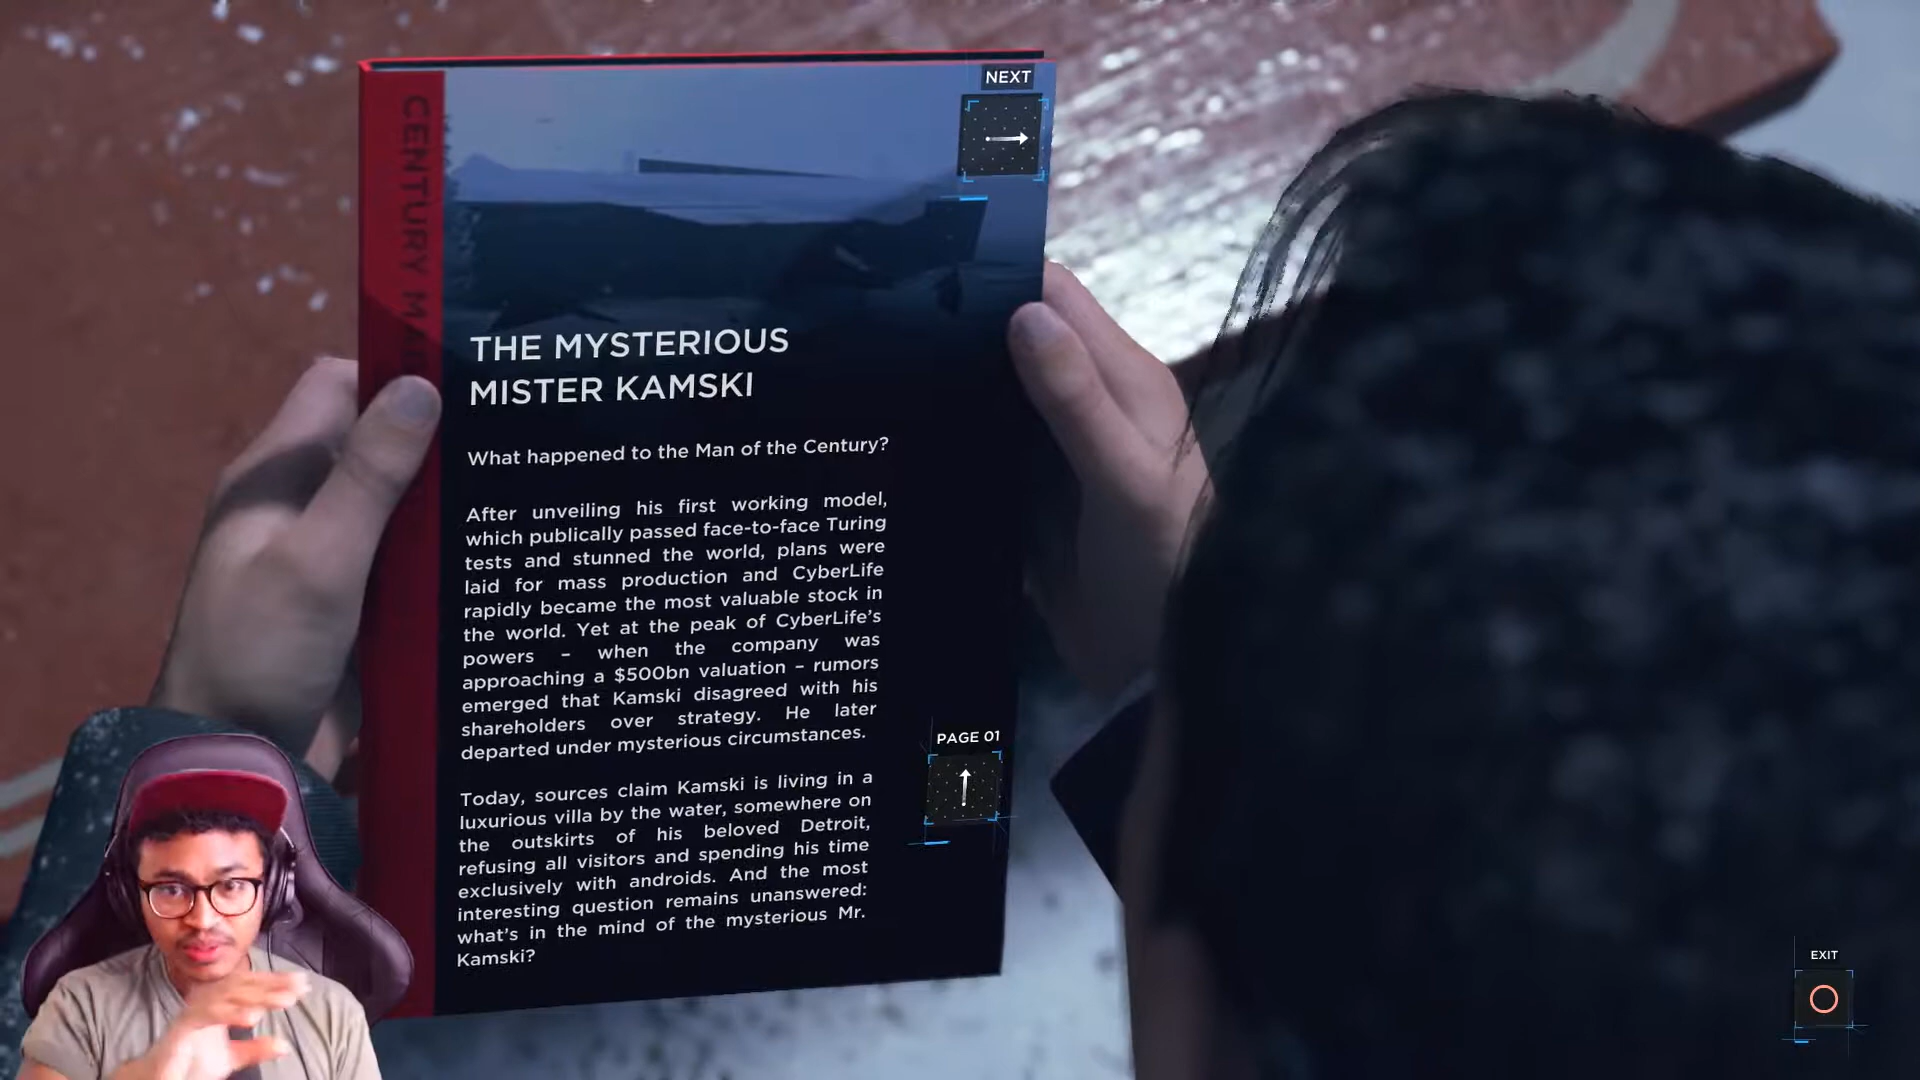 CENTURY
NEXT
THE MYSTERIOUS
MISTER KAMSKI
What happened to the Man of the Century?
After unveiling his first working model,
which publically passed face-to-face Turing
tests and stunned the world, plans were
laid for mass production and CyberLife
rapidly became the most valuable stock in
the world. Yet at the peak of CyberLife's
powers – when the company was
approaching a $500bn valuation – rumors
emerged that Kamski disagreed with his
shareholders over strategy. He later
departed under mysterious circumstances.
PAGE 01
Today, sources claim Kamski is living in a
luxurious villa by the water, somewhere on
the outskirts of his beloved Detroit,
refusing all visitors and spending his time
exclusively with androids. And the most
interesting question remains unanswered:
what's in the mind of the mysterious Mr.
Kamski?
EXIT